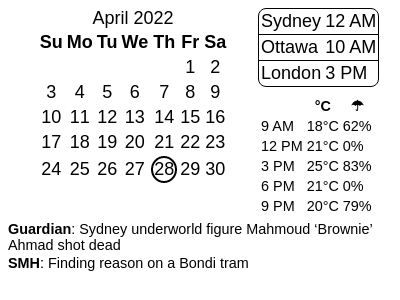 April 2022
Su Mo Tu We Th Fr Sa
1 2
3 4 5 6 7 8 9
10 11 12 13 14 15 16
17 18 19 20 21 22 23
24 25 26 27 28 29 30
Sydney 12 AM
Ottawa 10 AM
London 3 PM
°C ☂
9 AM 18°C 62%
12 PM 21°C 0%
3 PM 25°C 83%
6 PM 21°C 0%
9 PM 20°C 79%
Guardian: Sydney underworld figure Mahmoud ‘Brownie’
Ahmad shot dead
SMH: Finding reason on a Bondi tram